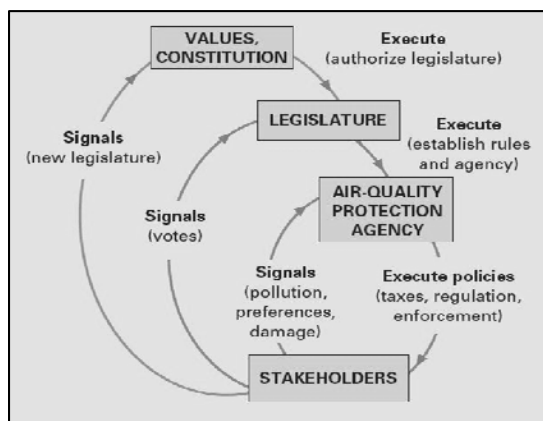 VALUES,
CONSTITUTION
Execute
(authorize legislature)
LEGISLATURE
Signals
(new legislature)
Execute
(establish rules
and agency)
AIR-QUALITY
PROTECTION
AGENCY
Signals
(votes)
Signals
(pollution,
preferences,
damage)
Execute policies
(taxes, regulation,
enforcement)
STAKEHOLDERS